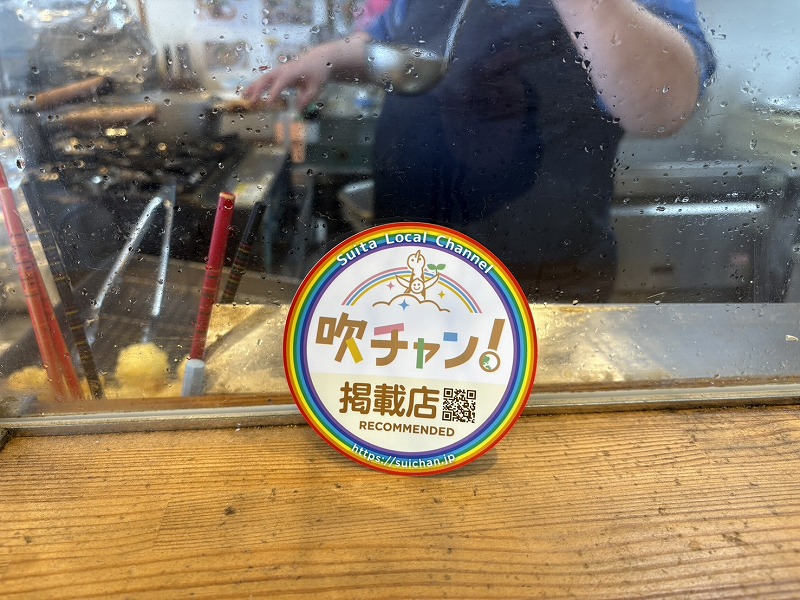 Suita Local Channel
吹チャン!
掲載店
RECOMMENDED
https://suichan.jp